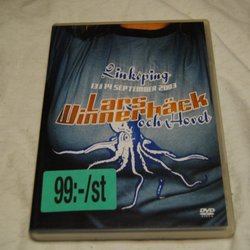 Linköping
13 & 14 SEPTEMBER 2003
Lars
Winnerbäck
och Hovet
99:-/st
DVD